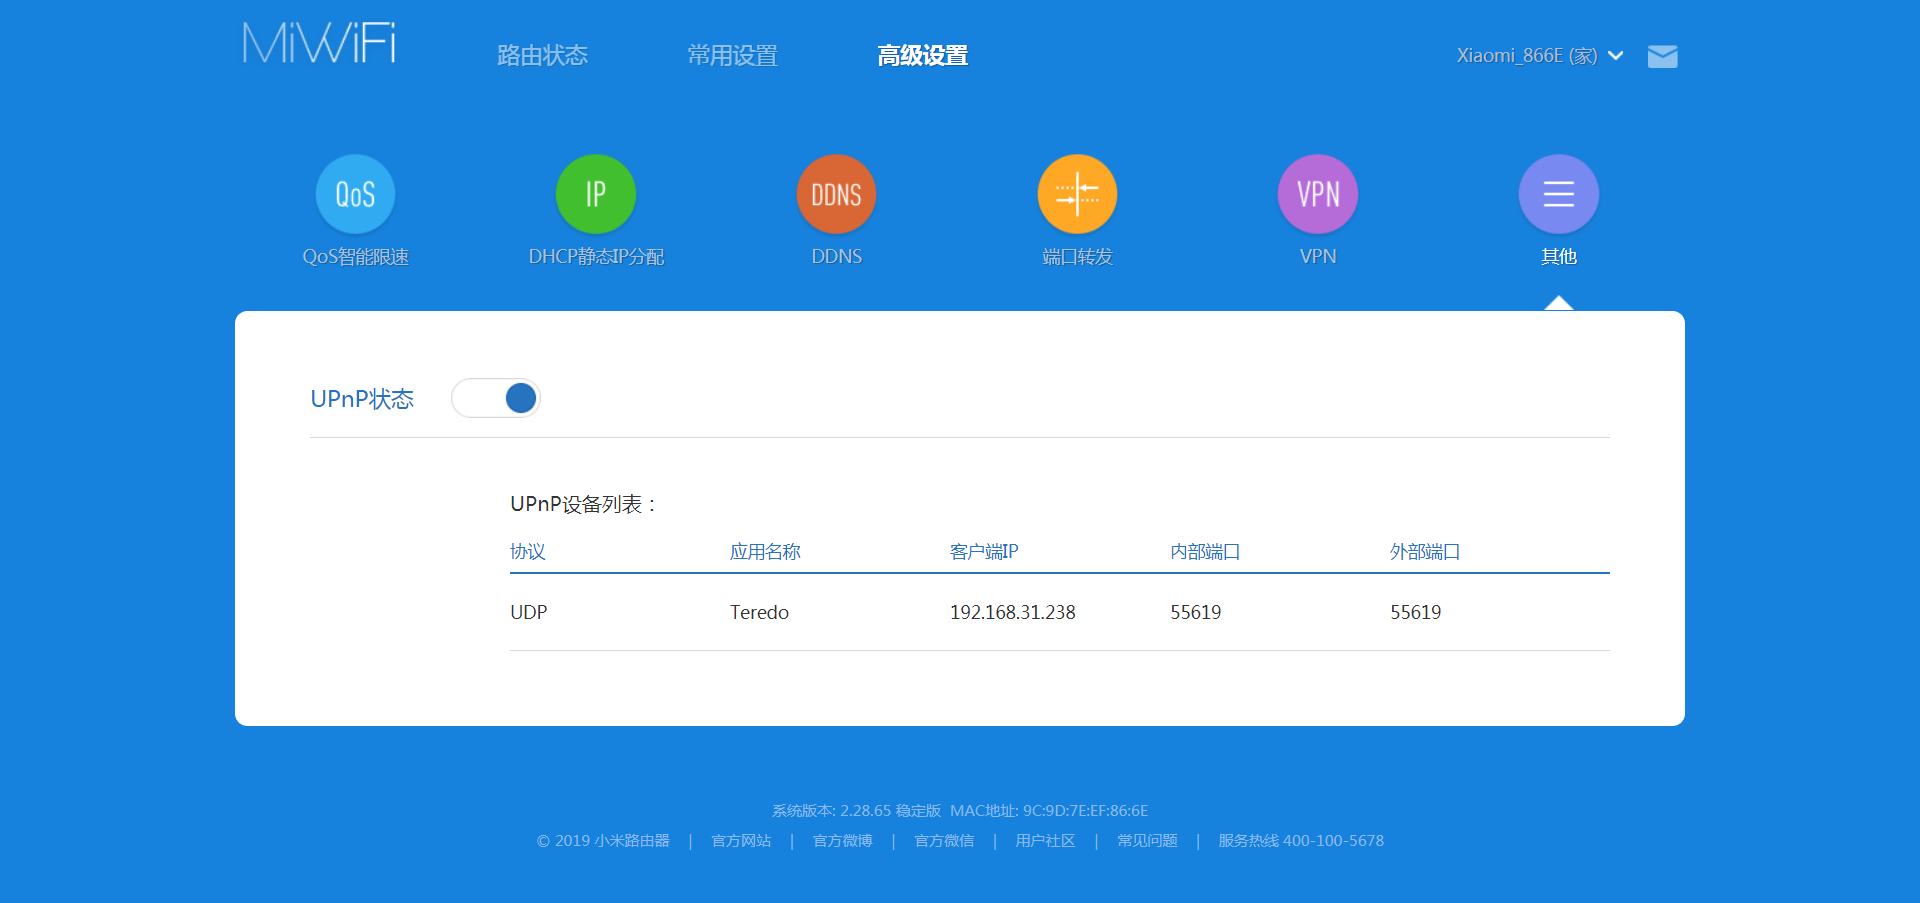 MiWiFi 路由状态 常用设置 高级设置 Xiaomi_866E (家)
QoS IP DDNS VPN
QoS智能限速 DHCP静态IP分配 DDNS 端口转发 VPN 其他
UPnP状态
UPnP设备列表：
协议 应用名称 客户端IP 内部端口 外部端口
UDP Teredo 192.168.31.238 55619 55619
系统版本: 2.28.65 稳定版 MAC地址: 9C:9D:7E:EF:86:6E
© 2019 小米路由器 | 官方网站 | 官方微博 | 官方微信 | 用户社区 | 常见问题 | 服务热线 400-100-5678